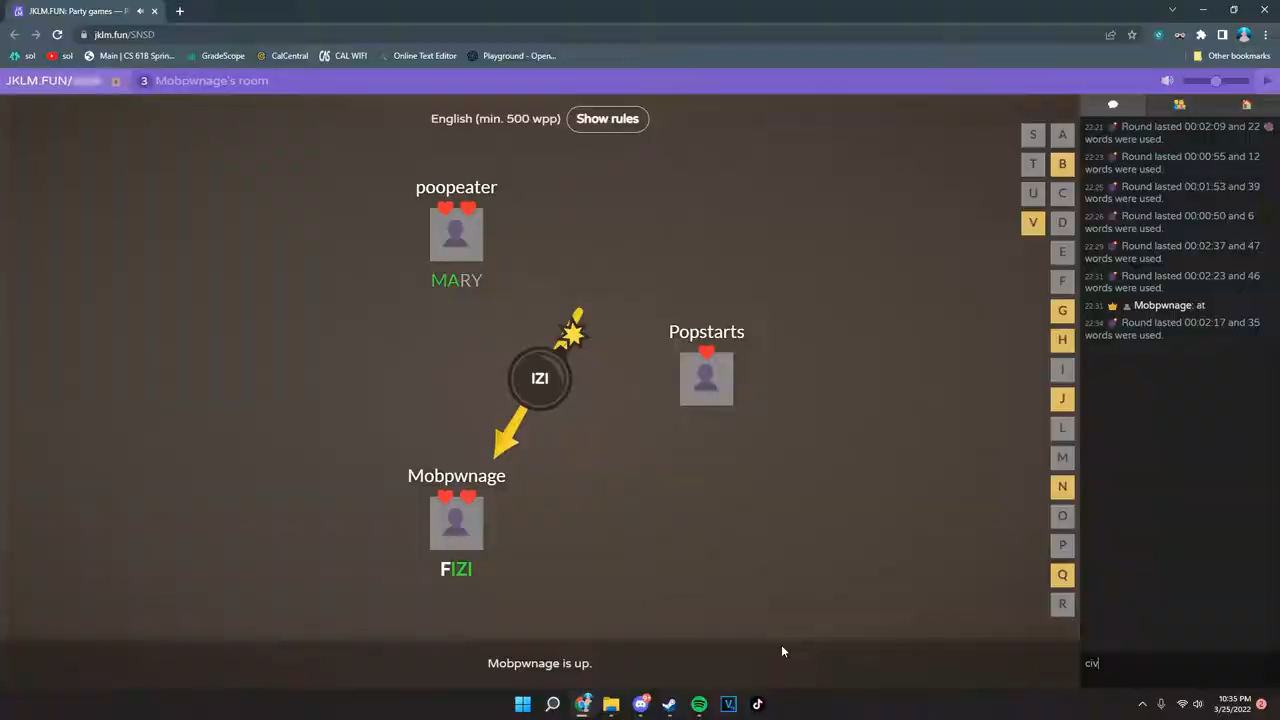 JKLM.FUN: Party games — F
jklm.fun/SNSD
sol
sol
Main | CS 61B Sprin...
GradeScope
CalCentral
CAL WIFI
Online Text Editor
Playground - Open...
Other bookmarks
JKLM.FUN/
3 Mobpwnage's room
English (min. 500 wpp) Show rules
poopeater
MARY
Popstarts
IZI
Mobpwnage
FIZI
Mobpwnage is up.
S A
T B
U C
V D
E
F
G
H
I
J
L
M
N
O
P
Q
R
22:21 Round lasted 00:02:09 and 22
words were used.
22:23 Round lasted 00:00:55 and 12
words were used.
22:25 Round lasted 00:01:53 and 39
words were used.
22:26 Round lasted 00:00:50 and 6
words were used.
22:29 Round lasted 00:02:37 and 47
words were used.
22:31 Round lasted 00:02:23 and 46
words were used.
22:31 Mobpwnage: at
22:34 Round lasted 00:02:17 and 35
words were used.
civ
10:35 PM
3/25/2022